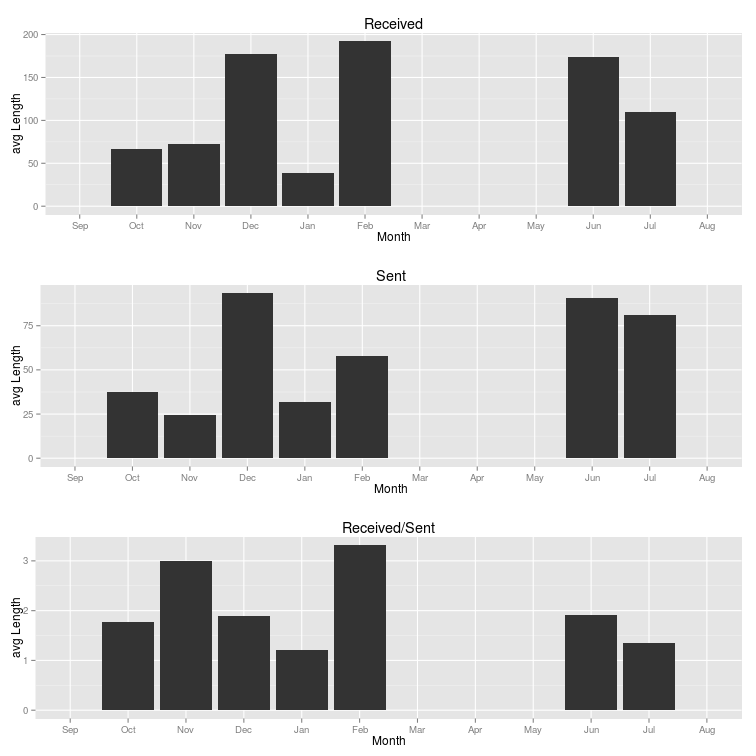 Received
avg Length
200
150
100
50
0
Sep Oct Nov Dec Jan Feb Mar Apr May Jun Jul Aug
Month
Sent
avg Length
75
50
25
0
Sep Oct Nov Dec Jan Feb Mar Apr May Jun Jul Aug
Month
Received/Sent
avg Length
3
2
1
0
Sep Oct Nov Dec Jan Feb Mar Apr May Jun Jul Aug
Month